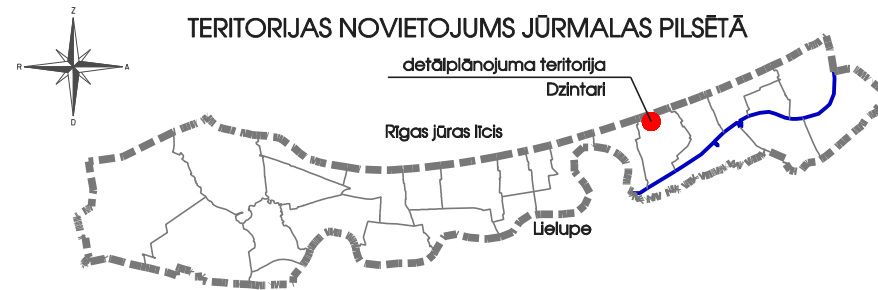 Z
TERITORIJAS NOVIETOJUMS JŪRMALAS PILSĒTĀ
R
A
D
detālplānojuma teritorija
Dzintari
Rīgas jūras līcis
Lielupe